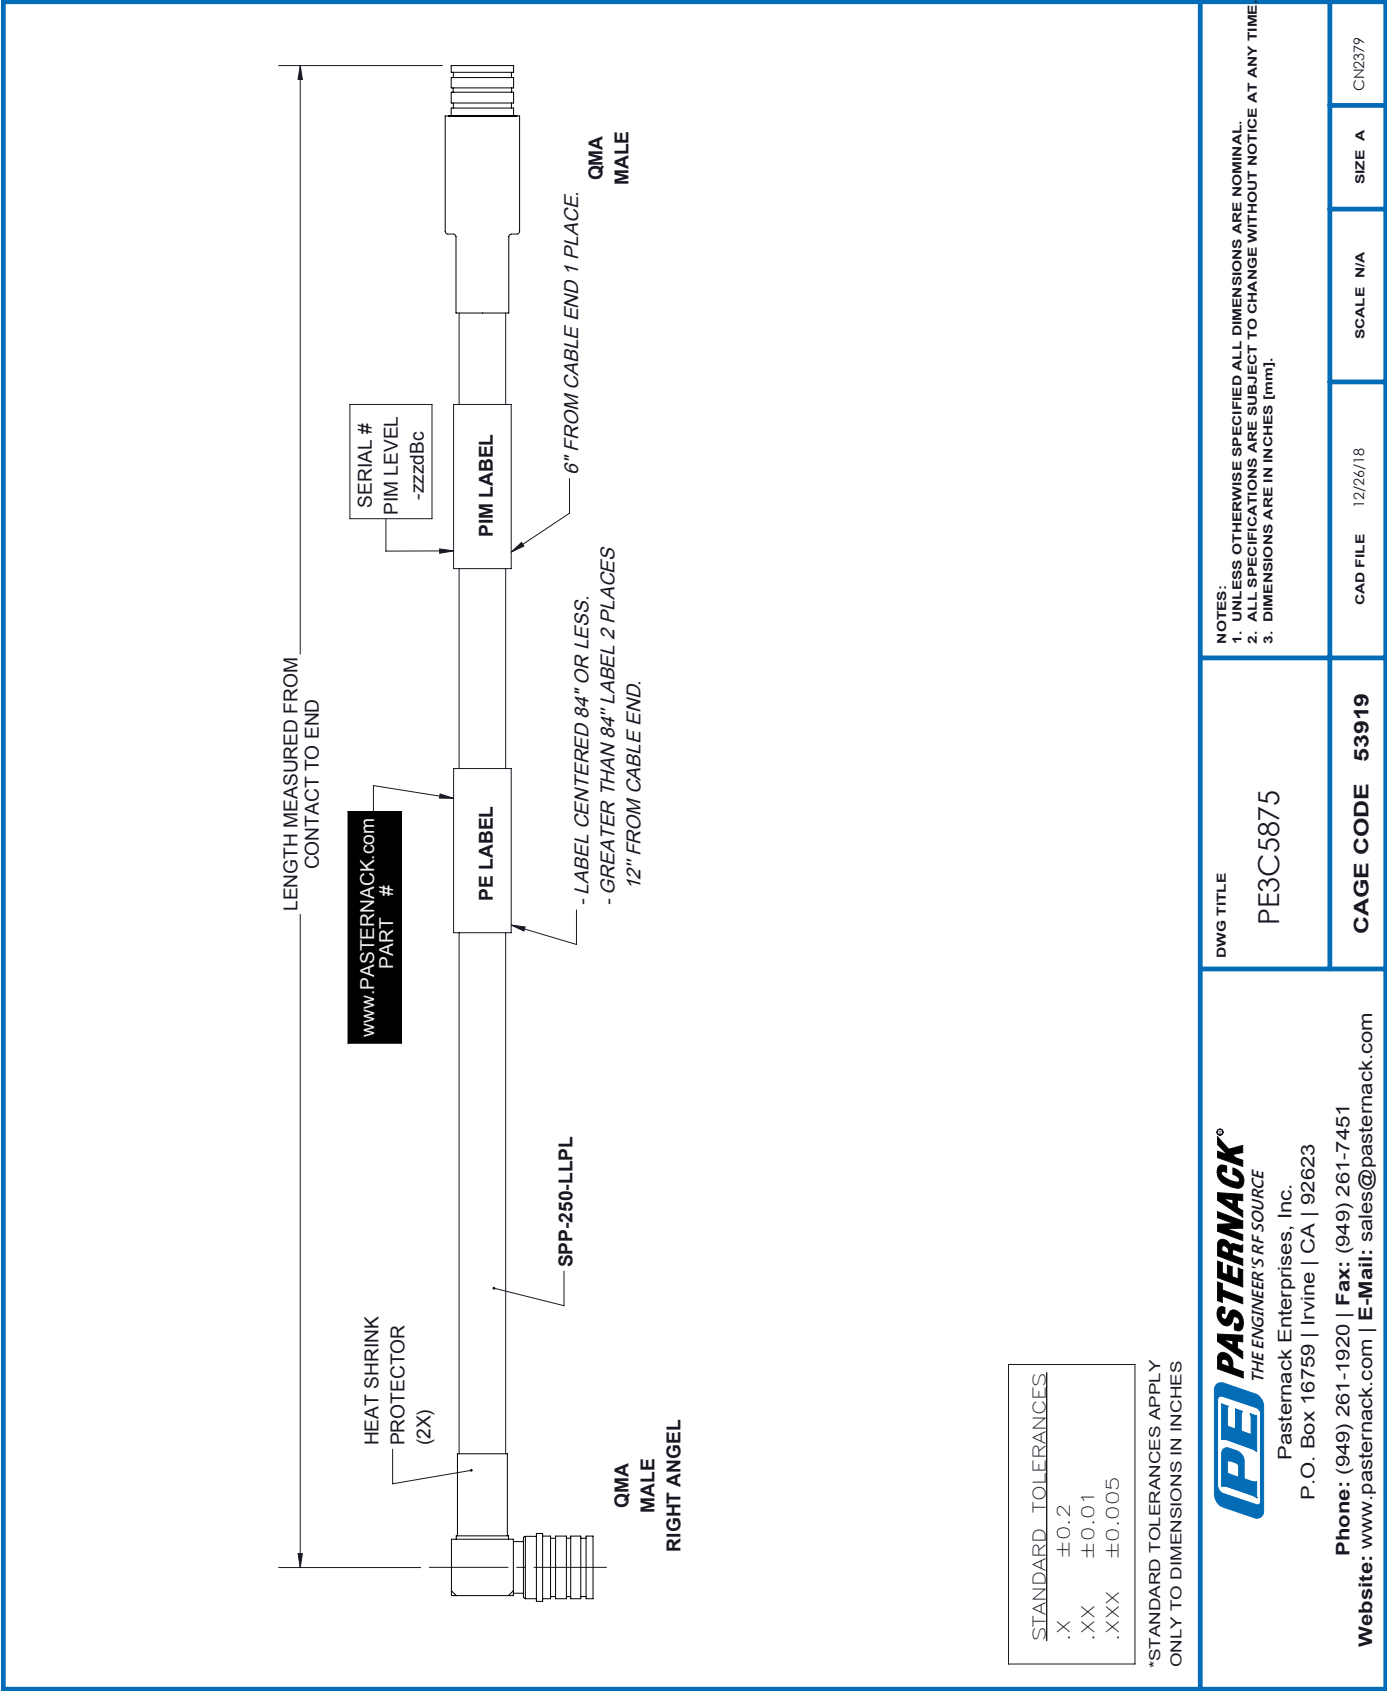 LENGTH MEASURED FROM
CONTACT TO END
www.PASTERNACK.com
PART #
SERIAL #
PIM LEVEL
-zzzdBc
HEAT SHRINK
PROTECTOR
(2X)
PE LABEL
PIM LABEL
SPP-250-LLPL
- LABEL CENTERED 84" OR LESS.
- GREATER THAN 84" LABEL 2 PLACES
12" FROM CABLE END.
6" FROM CABLE END 1 PLACE.
QMA
MALE
QMA
MALE
RIGHT ANGEL
STANDARD TOLERANCES
.X ±0.2
.XX ±0.01
.XXX ±0.005
*STANDARD TOLERANCES APPLY
ONLY TO DIMENSIONS IN INCHES
PE PASTERNACK®
THE ENGINEER'S RF SOURCE
Pasternack Enterprises, Inc.
P.O. Box 16759 | Irvine | CA | 92623
Phone: (949) 261-1920 | Fax: (949) 261-7451
Website: www.pasternack.com | E-Mail: sales@pasternack.com
DWG TITLE
PE3C5875
CAGE CODE 53919
NOTES:
1. UNLESS OTHERWISE SPECIFIED ALL DIMENSIONS ARE NOMINAL.
2. ALL SPECIFICATIONS ARE SUBJECT TO CHANGE WITHOUT NOTICE AT ANY TIME.
3. DIMENSIONS ARE IN INCHES [mm].
CAD FILE 12/26/18
SCALE N/A
SIZE A
CN2379